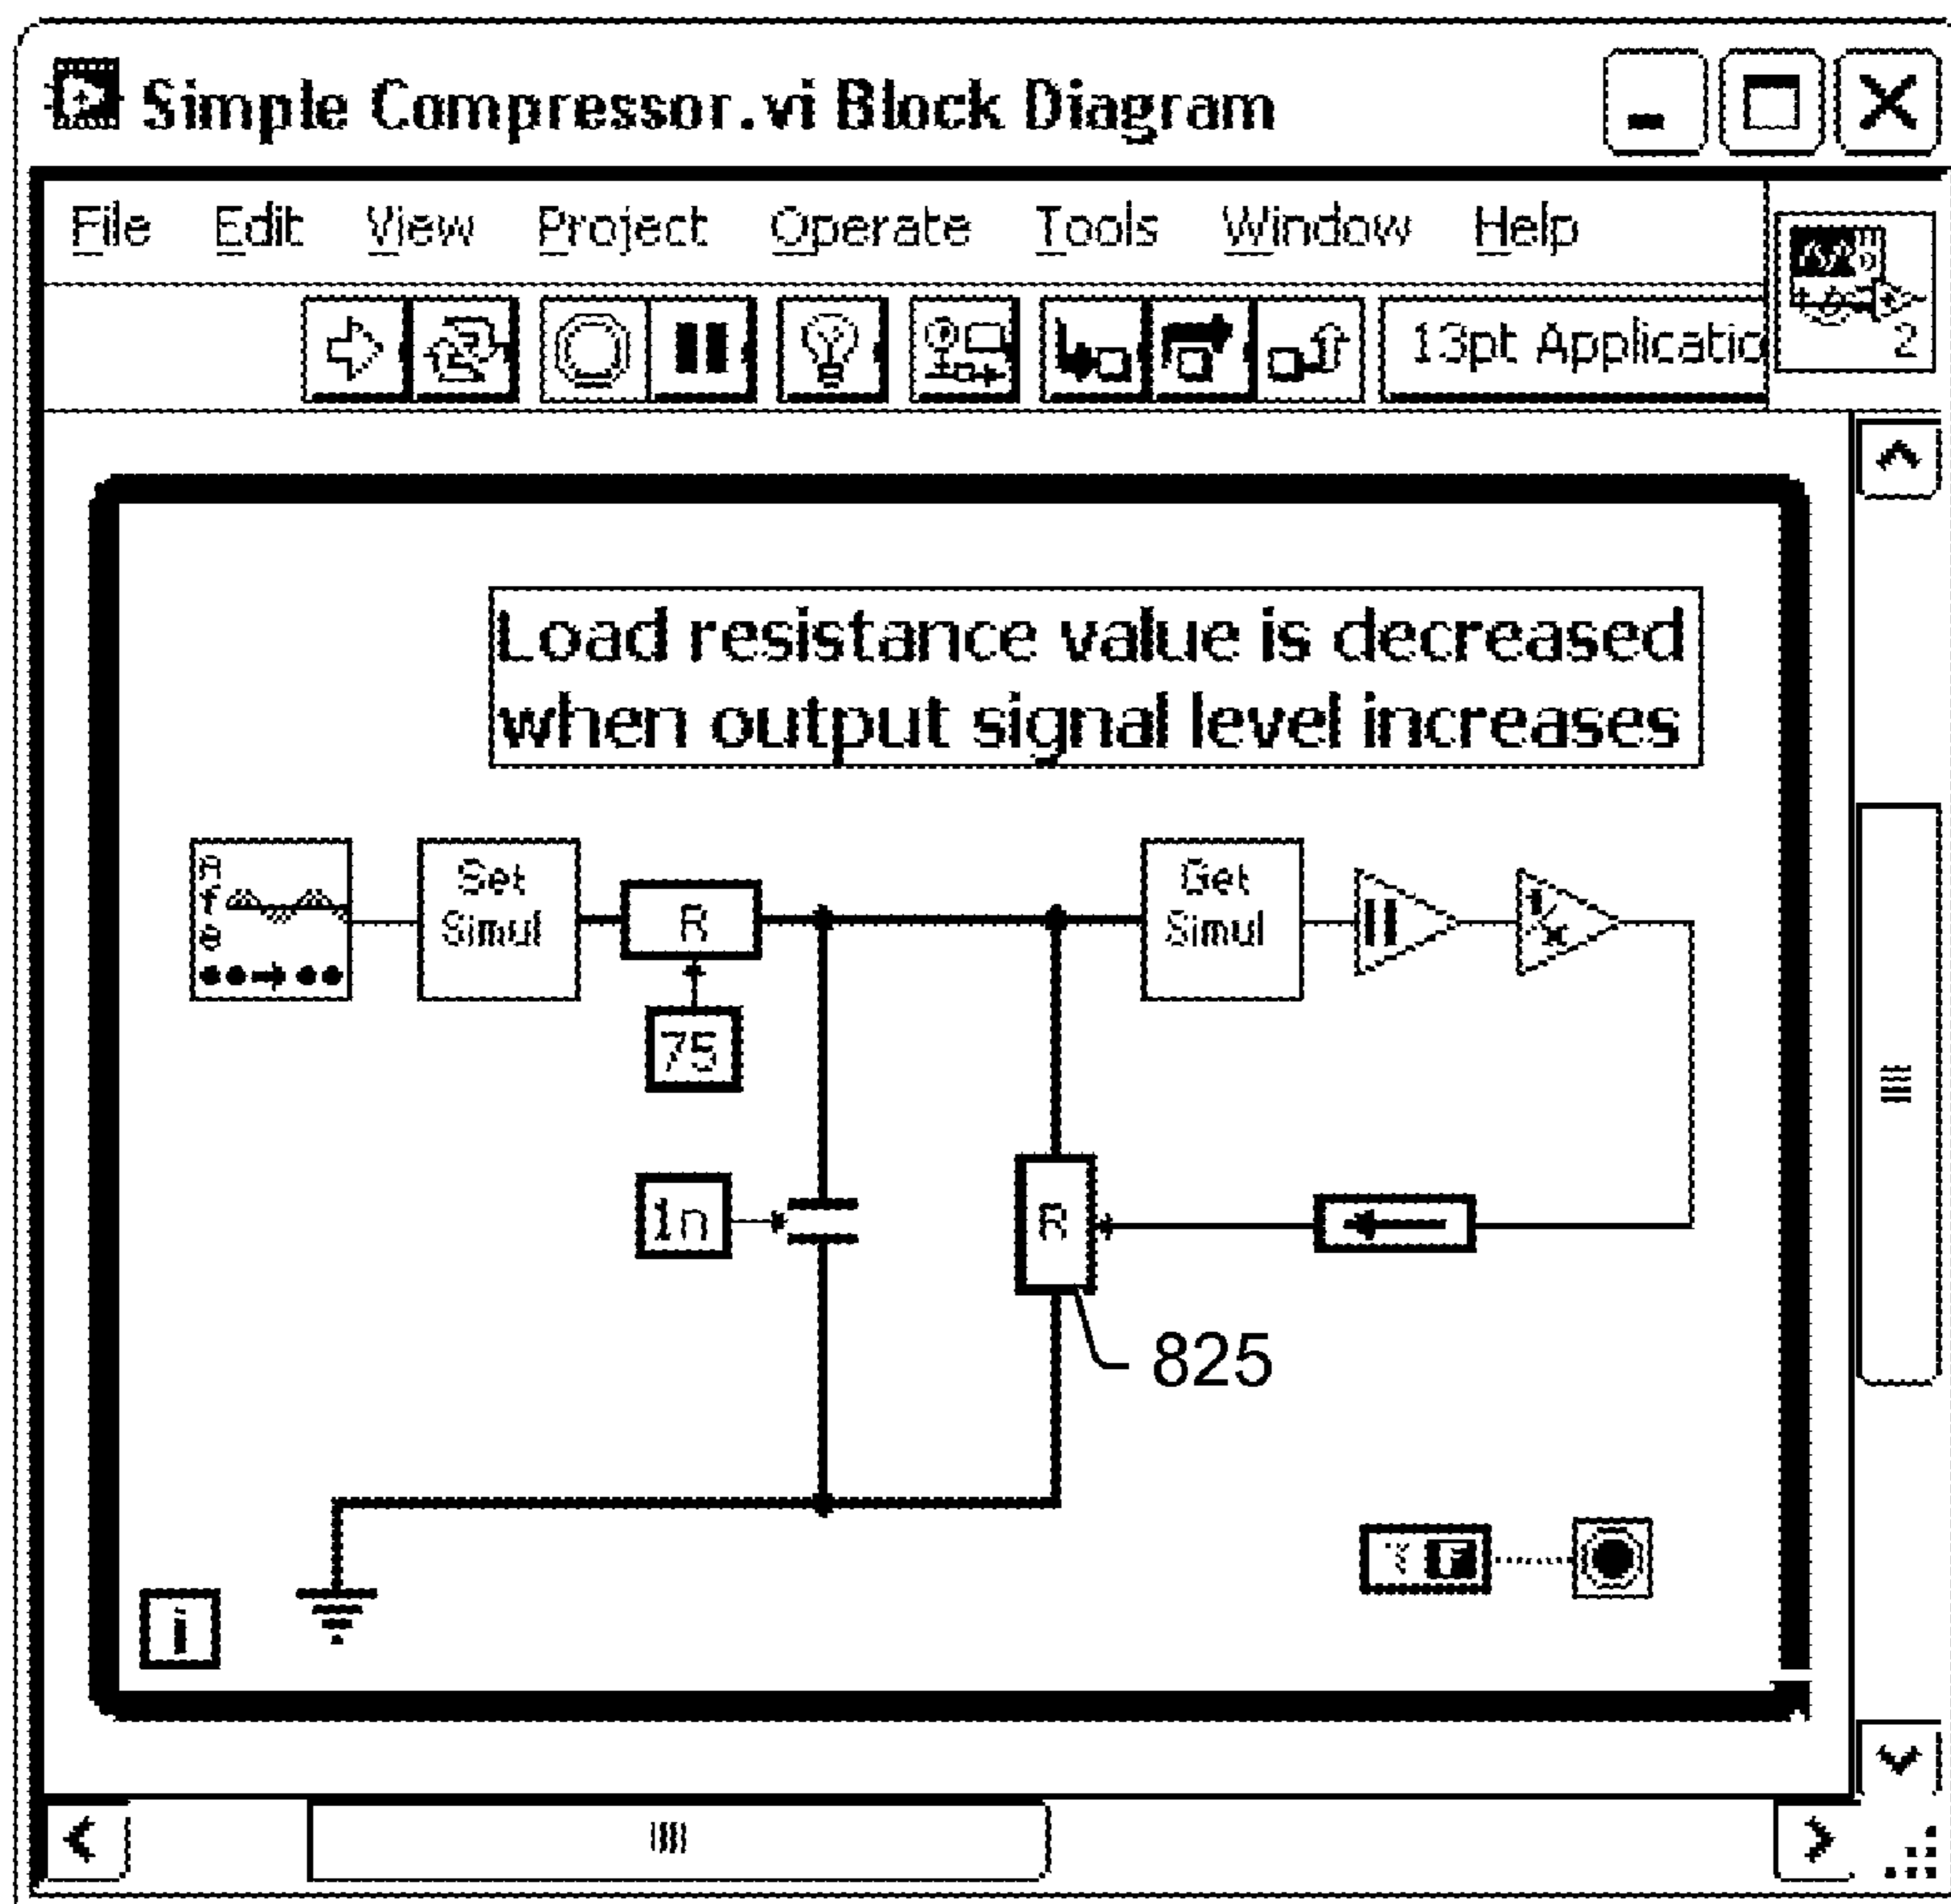 Simple Compressor.vi Block Diagram
File Edit View Project Operate Tools Window Help
13pt Applicatio
2
Load resistance value is decreased
when output signal level increases
Set
Simul
R
75
Get
Simul
1n
R
825
F
i